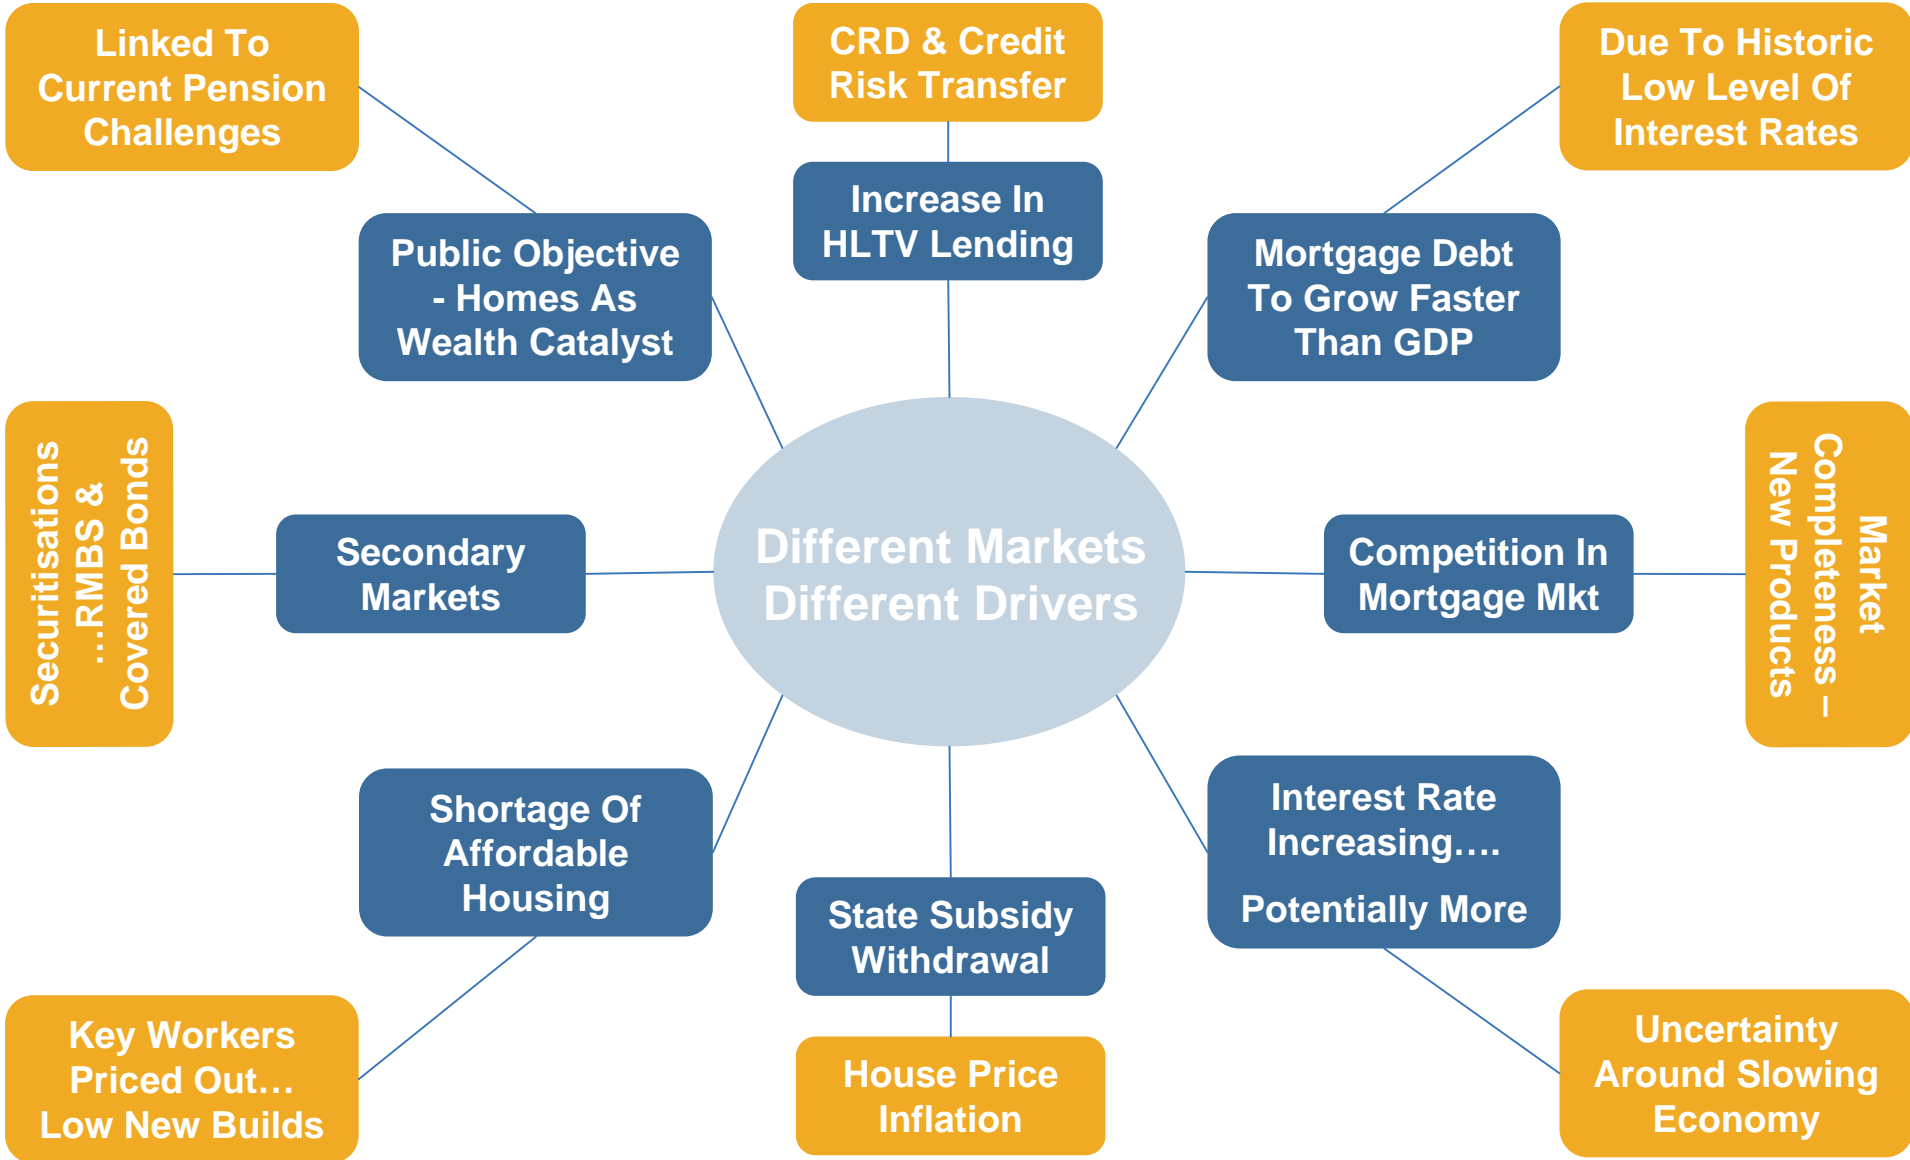 Linked To
Current Pension
Challenges
CRD & Credit
Risk Transfer
Due To Historic
Low Level Of
Interest Rates
Public Objective
- Homes As
Wealth Catalyst
Increase In
HLTV Lending
Mortgage Debt
To Grow Faster
Than GDP
Securitisations
…RMBS &
Covered Bonds
Secondary
Markets
Different Markets
Different Drivers
Competition In
Mortgage Mkt
Market
Completeness –
New Products
Shortage Of
Affordable
Housing
State Subsidy
Withdrawal
Interest Rate
Increasing….
Potentially More
Key Workers
Priced Out…
Low New Builds
House Price
Inflation
Uncertainty
Around Slowing
Economy